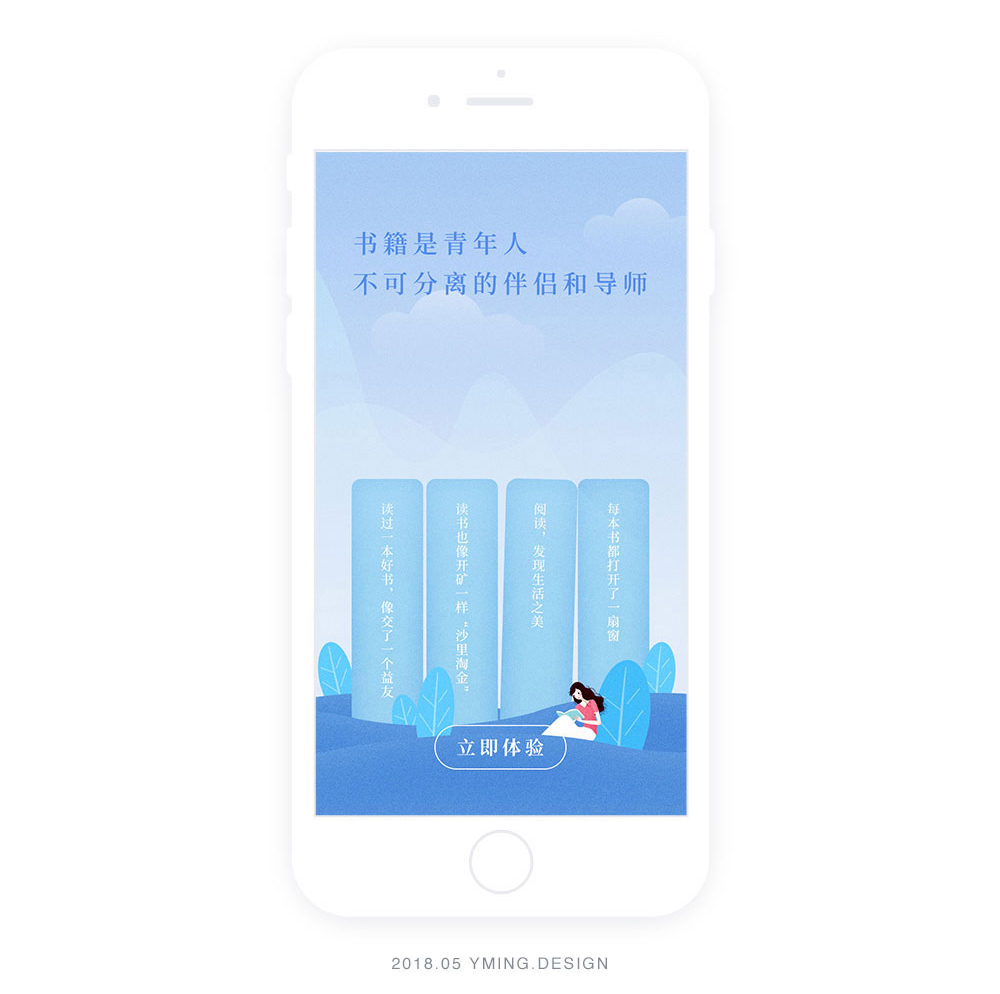 书籍是青年人
不可分离的伴侣和导师
读过一本好书，像交了一个益友
读书也像开矿一样“沙里淘金”
阅读，发现生活之美
每本书都打开了一扇窗
立即体验
2018.05 YMING.DESIGN